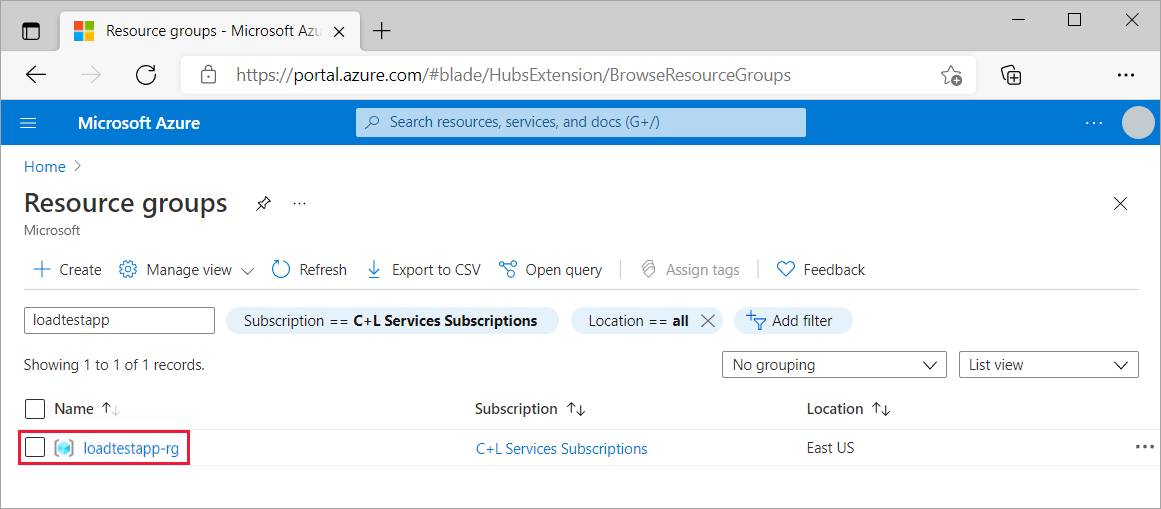 Resource groups - Microsoft Azu
https://portal.azure.com/#blade/HubsExtension/BrowseResourceGroups
Microsoft Azure
Search resources, services, and docs (G+/)
Home
Resource groups
Microsoft
Create Manage view Refresh Export to CSV Open query Assign tags Feedback
loadtestapp Subscription == C+L Services Subscriptions Location == all Add filter
Showing 1 to 1 of 1 records. No grouping List view
Name Subscription Location
loadtestapp-rg C+L Services Subscriptions East US